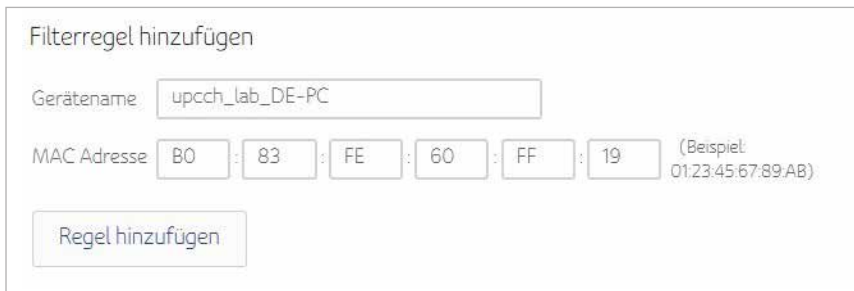 Filterregel hinzufügen
Gerätename upcch_lab_DE-PC
MAC Adresse B0 : 83 : FE : 60 : FF : 19 (Beispiel:
01:23:45:67:89:AB)
Regel hinzufügen